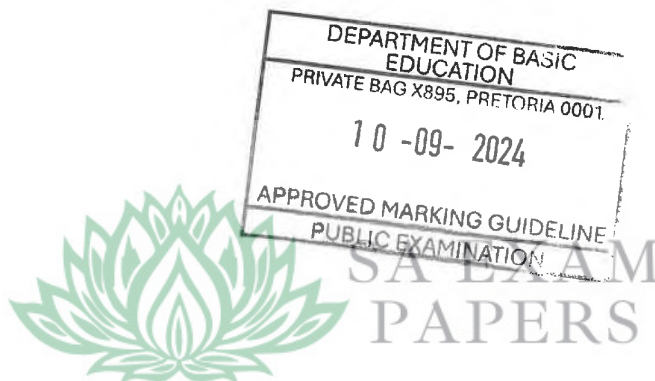 DEPARTMENT OF BASIC
EDUCATION
PRIVATE BAG X895, PRETORIA 0001
10 -09- 2024
APPROVED MARKING GUIDELINE
PUBLIC EXAMINATION
SA EXAM
PAPERS